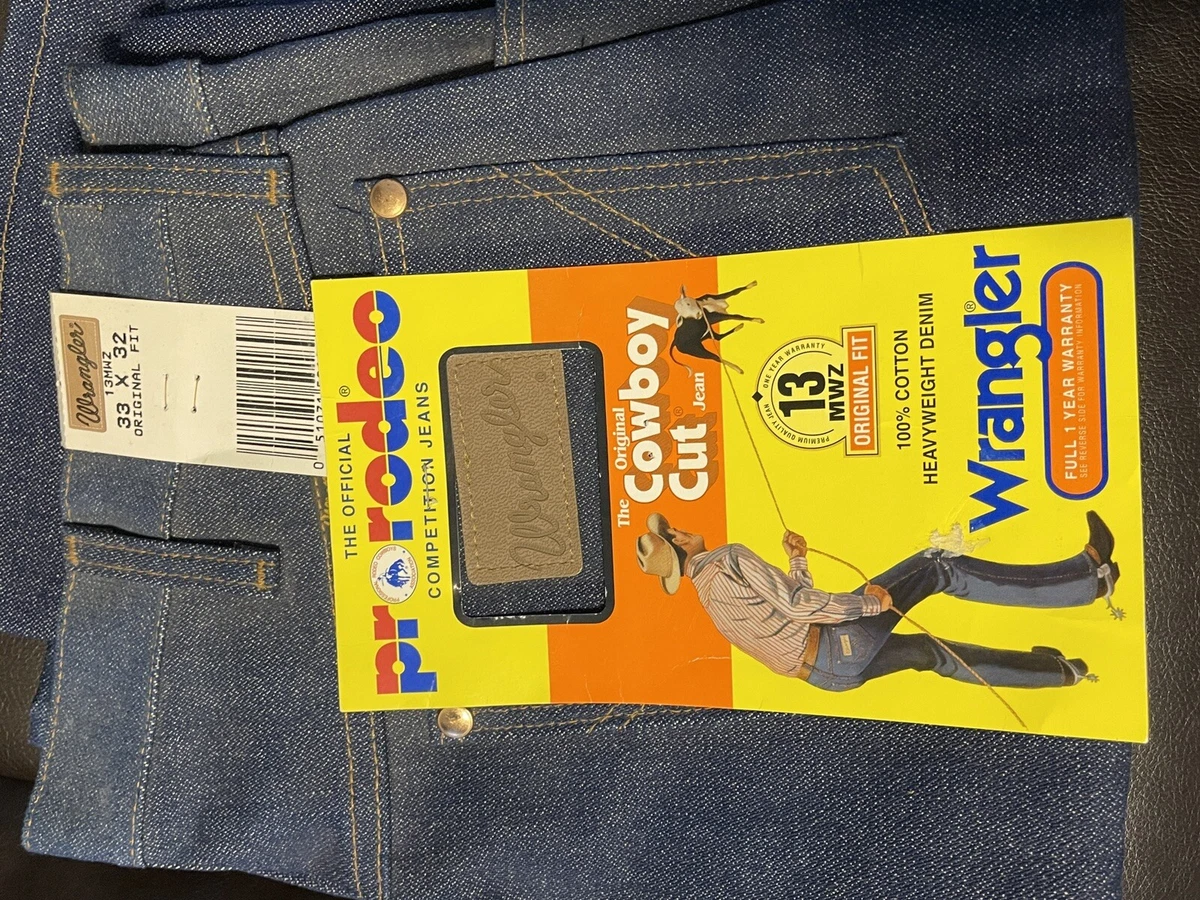 Wrangler
13MWZ
33 X 32
ORIGINAL FIT
THE OFFICIAL
prorodeo®
COMPETITION JEANS
Wrangler
The Original
Cowboy
Cut® Jean
ONE YEAR WARRANTY
13
MWZ
PREMIUM QUALITY JEAN
ORIGINAL FIT
100% COTTON
HEAVYWEIGHT DENIM
Wrangler®
FULL 1 YEAR WARRANTY
SEE REVERSE SIDE FOR WARRANTY INFORMATION